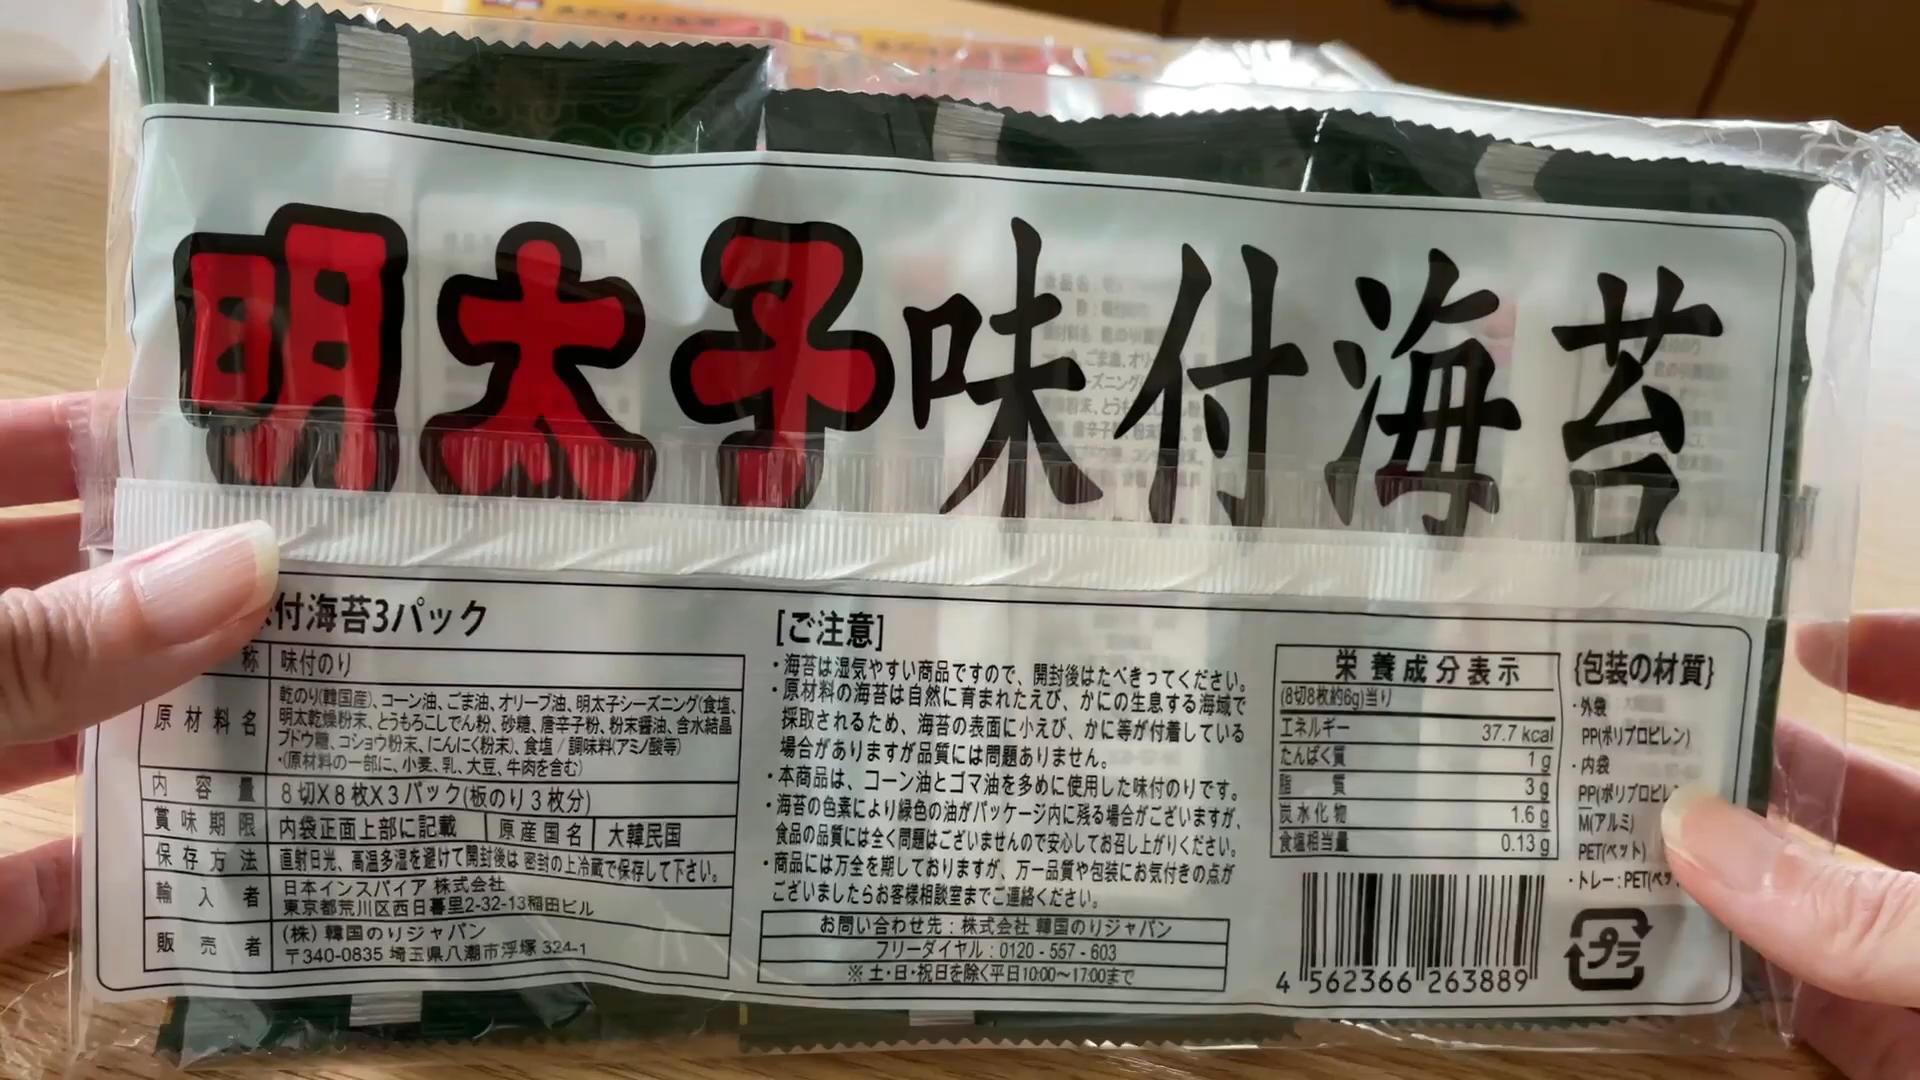 明太子味付海苔
付海苔3パック
称 味付のり
原材料名 乾のり(韓国産)、コーン油、ごま油、オリーブ油、明太子シーズニング(食塩、
明太乾燥粉末、とうもろこしでん粉、砂糖、唐辛子粉、粉末醤油、含水結晶
ブドウ糖、コショウ粉末、にんにく粉末)、食塩/調味料(アミノ酸等)
・(原材料の一部に、小麦、乳、大豆、牛肉を含む)
内容量 8切X8枚X3パック(板のり3枚分)
賞味期限 内袋正面上部に記載 原産国名 大韓民国
保存方法 直射日光、高温多湿を避けて開封後は密封の上冷蔵で保存して下さい。
輸入者 日本インスパイア 株式会社
東京都荒川区西日暮里2-32-13稲田ビル
販売者 (株)韓国のりジャパン
〒340-0835 埼玉県八潮市浮塚 324-1
[ご注意]
・海苔は湿気やすい商品ですので、開封後はたべきってください。
・原材料の海苔は自然に育まれたえび、かにの生息する海域で
採取されるため、海苔の表面に小えび、かに等が付着している
場合がありますが品質には問題ありません。
・本商品は、コーン油とゴマ油を多めに使用した味付のりです。
・海苔の色素により緑色の油がパッケージ内に残る場合がございますが、
食品の品質には全く問題はございませんので安心してお召し上がりください。
・商品には万全を期しておりますが、万一品質や包装にお気付きの点が
ございましたらお客様相談室までご連絡ください。
お問い合わせ先:株式会社 韓国のりジャパン
フリーダイヤル:0120-557-603
※土・日・祝日を除く平日10:00〜17:00まで
栄養成分表示
(8切8枚約6g)当り
エネルギー 37.7 kcal
たんぱく質 1 g
脂質 3 g
炭水化物 1.6 g
食塩相当量 0.13 g
4 562366 263889
{包装の材質}
・外袋
PP(ポリプロピレン)
・内袋
PP(ポリプロピレ
M(アルミ)
PET(ペット)
・トレー:PET(ペッ
プラ